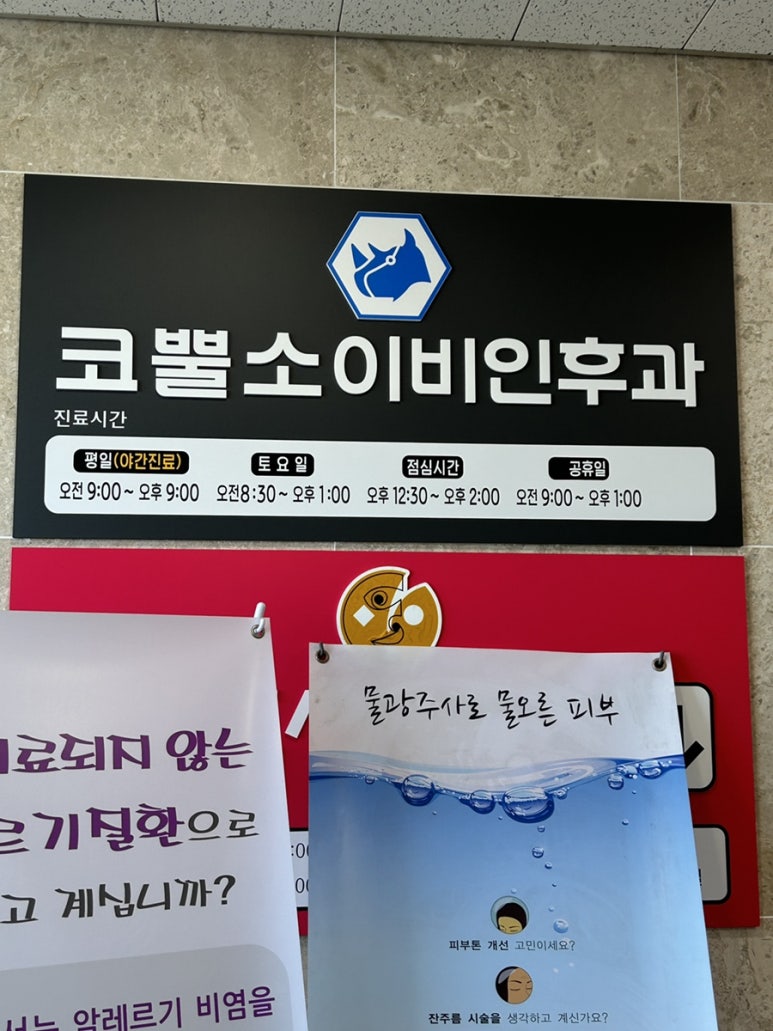 코뿔소이비인후과
진료시간
평일(야간진료) 토요일 점심시간 공휴일
오전 9:00~오후 9:00 오전8:30~오후1:00 오후12:30~오후2:00 오전 9:00~오후1:00
물광주사로 물오른 피부
않는
질환으로
계십니까?
알레르기 비염을
피부톤 개선 고민이세요?
잔주름 시술을 생각하고 계신가요?